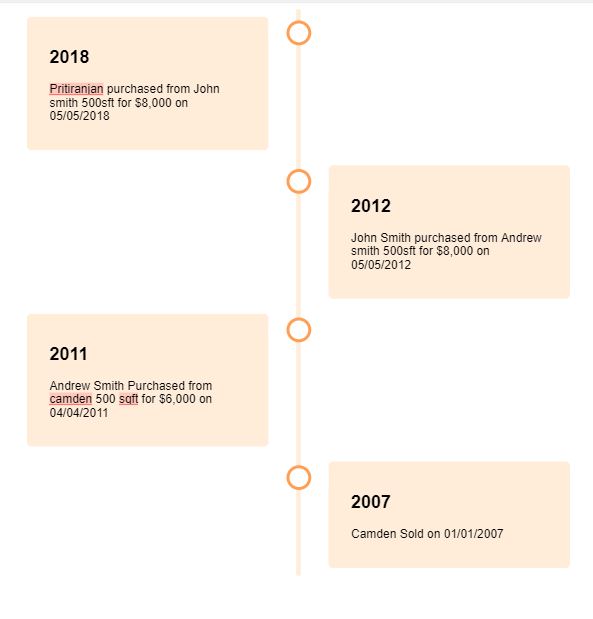 2018
Pritiranjan purchased from John
smith 500sft for $8,000 on
05/05/2018
2012
John Smith purchased from Andrew
smith 500sft for $8,000 on
05/05/2012
2011
Andrew Smith Purchased from
camden 500 sqft for $6,000 on
04/04/2011
2007
Camden Sold on 01/01/2007